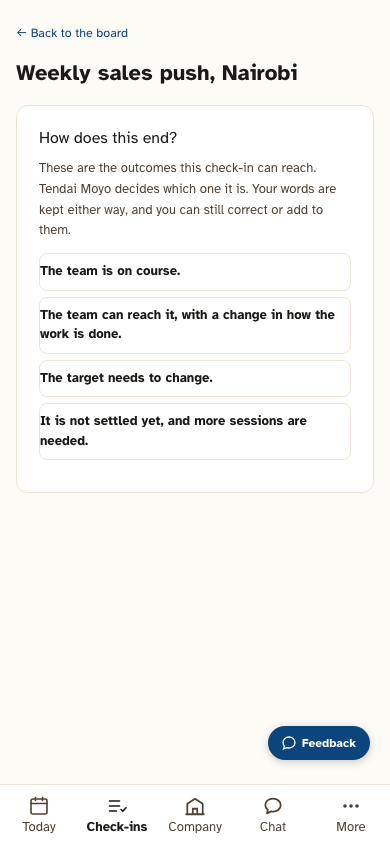 ← Back to the board
Weekly sales push, Nairobi
How does this end?
These are the outcomes this check-in can reach.
Tendai Moyo decides which one it is. Your words are
kept either way, and you can still correct or add to
them.
The team is on course.
The team can reach it, with a change in how the
work is done.
The target needs to change.
It is not settled yet, and more sessions are
needed.
Feedback
Today
Check-ins
Company
Chat
More